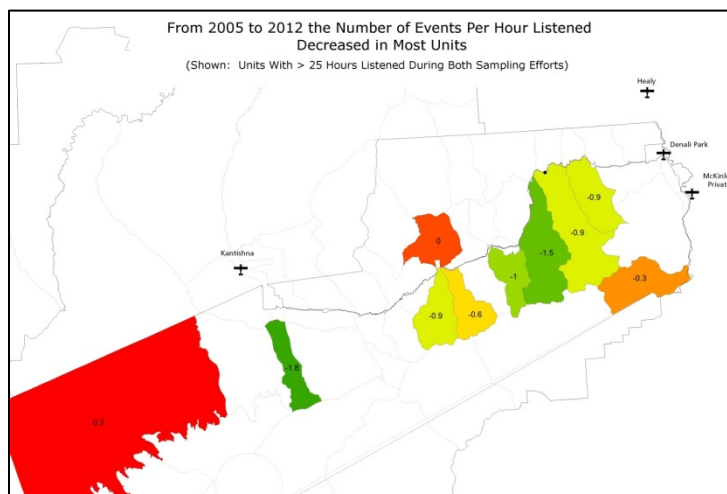 From 2005 to 2012 the Number of Events Per Hour Listened
Decreased in Most Units
(Shown: Units With > 25 Hours Listened During Both Sampling Efforts)
Healy
Denali Park
McKinl
Privat
-0.9
-0.9
0
-1.5
Kantishna
-1
-0.3
-0.9
-0.6
-1.8
0.3